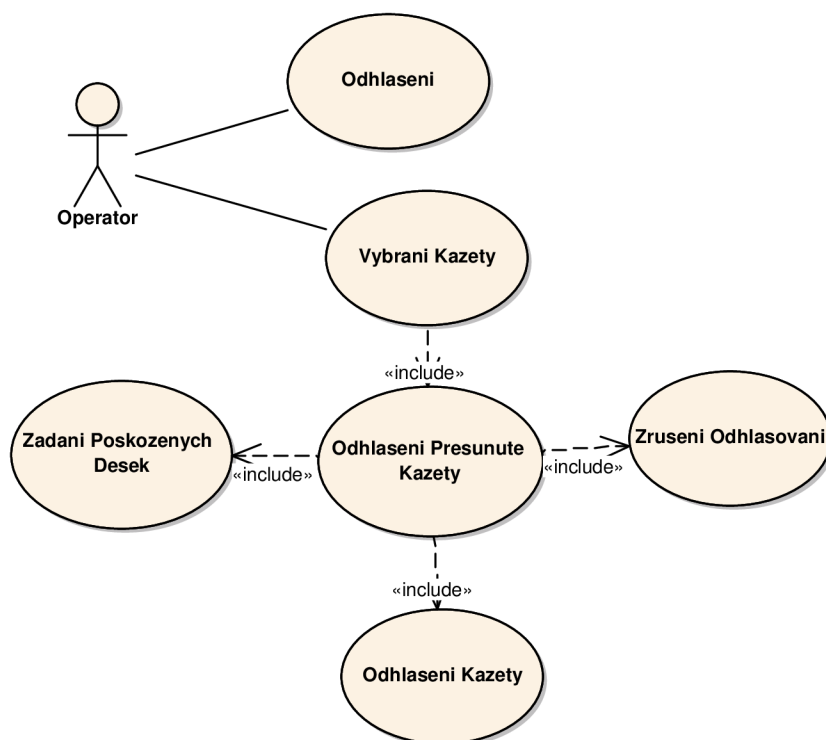 Odhlaseni
Operator
Vybrani Kazety
«include»
Zadani Poskozenych
Desek
«include»
Odhlaseni Presunute
Kazety
«include»
Zruseni Odhlasovani
«include»
Odhlaseni Kazety